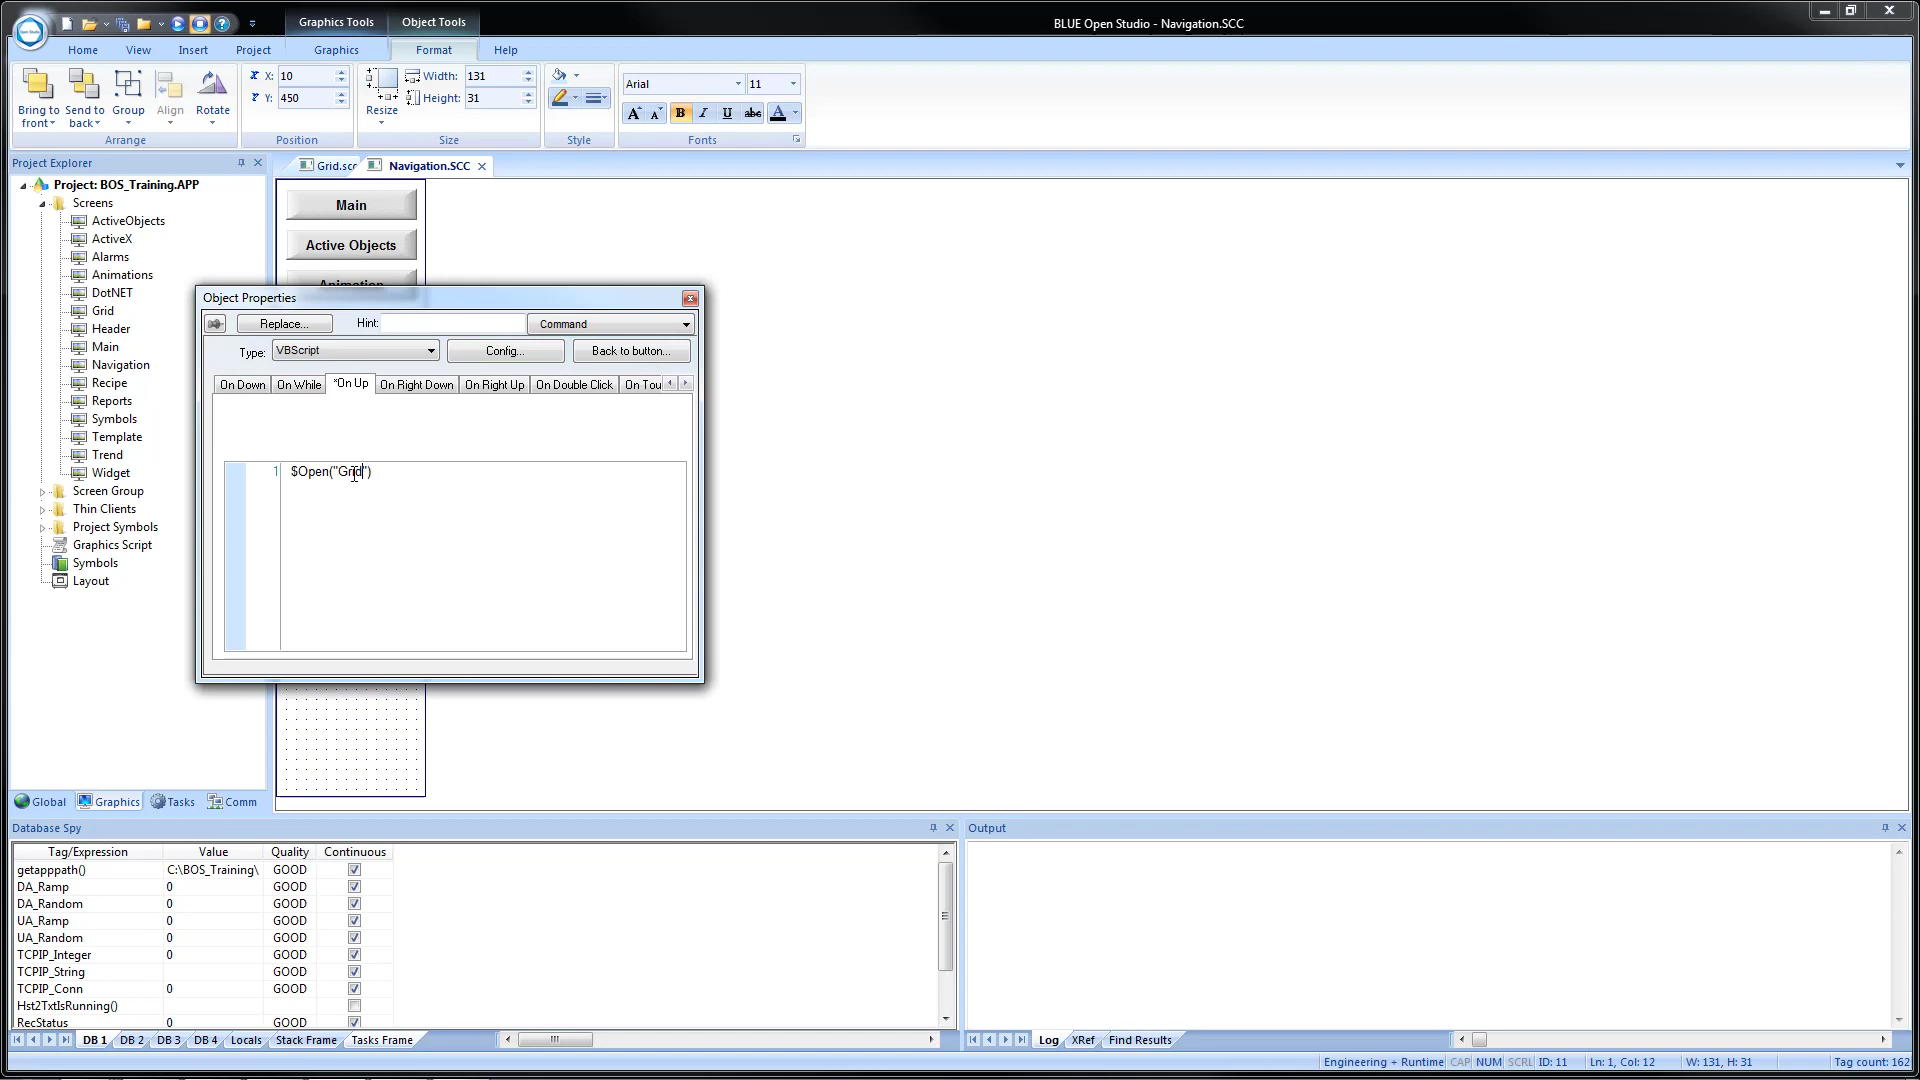 Graphics Tools
Object Tools
BLUE Open Studio - Navigation.SCC
Home
View
Insert
Project
Graphics
Format
Help
Bring to front
Send to back
Group
Align
Rotate
X: 10
Y: 450
Resize
Width: 131
Height: 31
Arial
11
B I U abc A
Arrange
Position
Size
Style
Fonts
Project Explorer
Grid.scc
Navigation.SCC
Project: BOS_Training.APP
Screens
ActiveObjects
ActiveX
Alarms
Animations
DotNET
Grid
Header
Main
Navigation
Recipe
Reports
Symbols
Template
Trend
Widget
Screen Group
Thin Clients
Project Symbols
Graphics Script
Symbols
Layout
Global
Graphics
Tasks
Comm
Main
Active Objects
Animation
Object Properties
Replace...
Hint:
Command
Type:
VBScript
Config...
Back to button...
On Down
On While
*On Up
On Right Down
On Right Up
On Double Click
On Tou
1 $Open("Grid")
Database Spy
Tag/Expression Value Quality Continuous
getapppath() C:\BOS_Training\ GOOD
DA_Ramp 0 GOOD
DA_Random 0 GOOD
UA_Ramp 0 GOOD
UA_Random 0 GOOD
TCPIP_Integer 0 GOOD
TCPIP_String GOOD
TCPIP_Conn 0 GOOD
Hst2TxtIsRunning() GOOD
RecStatus 0 GOOD
DB 1
DB 2
DB 3
DB 4
Locals
Stack Frame
Tasks Frame
Output
Log
XRef
Find Results
Engineering + Runtime
CAP
NUM
SCRL
ID: 11
Ln: 1, Col: 12
W: 131, H: 31
Tag count: 162